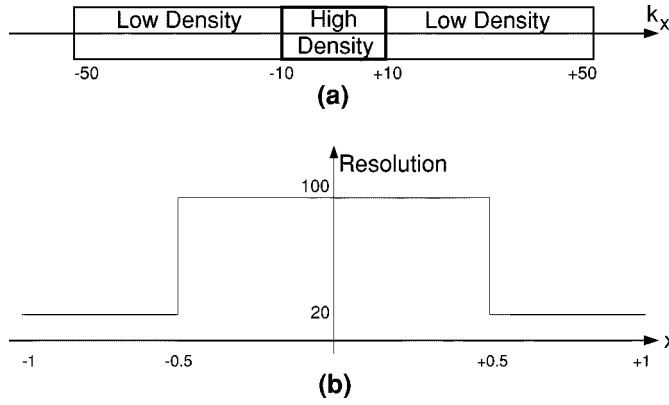 Low Density High Density Low Density
k_x
-50 -10 +10 +50
(a)
Resolution
100
20
x
-1 -0.5 +0.5 +1
(b)